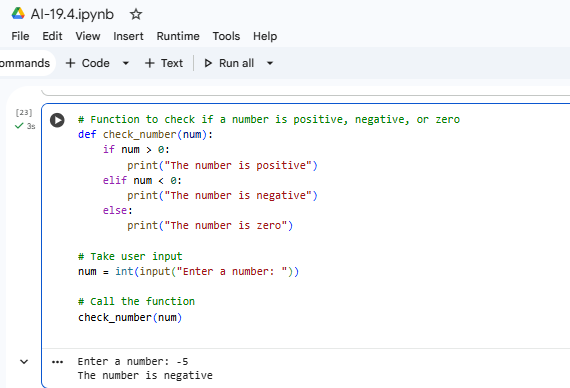 AI-19.4.ipynb
File Edit View Insert Runtime Tools Help
ommands + Code + Text Run all
[23]
3s
# Function to check if a number is positive, negative, or zero
def check_number(num):
    if num > 0:
        print("The number is positive")
    elif num < 0:
        print("The number is negative")
    else:
        print("The number is zero")
# Take user input
num = int(input("Enter a number: "))
# Call the function
check_number(num)
Enter a number: -5
The number is negative